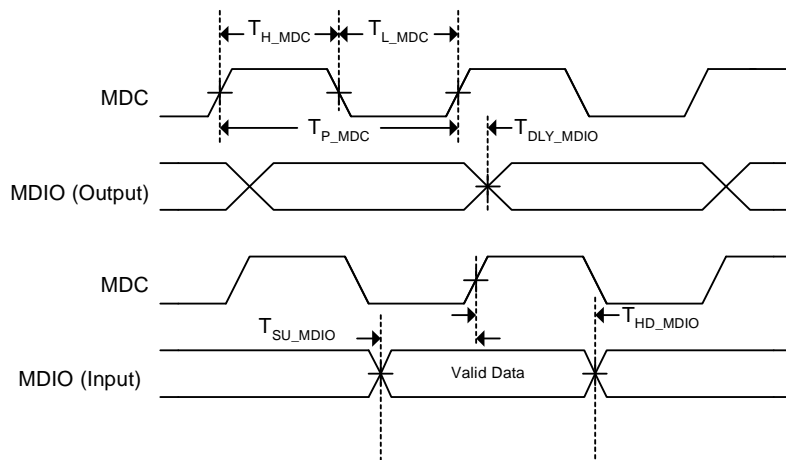 T_H_MDC T_L_MDC
MDC
T_P_MDC T_DLY_MDIO
MDIO (Output)
MDC
T_SU_MDIO T_HD_MDIO
MDIO (Input) Valid Data